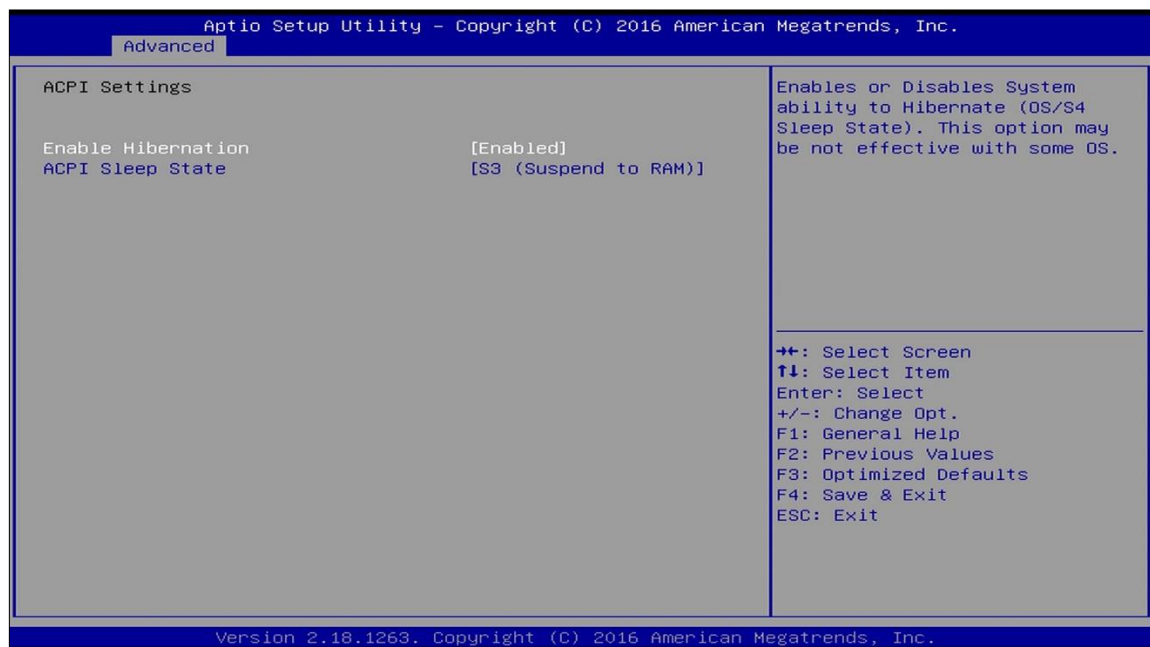 Aptio Setup Utility – Copyright (C) 2016 American Megatrends, Inc.
Advanced
ACPI Settings
Enable Hibernation [Enabled]
ACPI Sleep State [S3 (Suspend to RAM)]
Enables or Disables System
ability to Hibernate (OS/S4
Sleep State). This option may
be not effective with some OS.
→←: Select Screen
↑↓: Select Item
Enter: Select
+/-: Change Opt.
F1: General Help
F2: Previous Values
F3: Optimized Defaults
F4: Save & Exit
ESC: Exit
Version 2.18.1263. Copyright (C) 2016 American Megatrends, Inc.